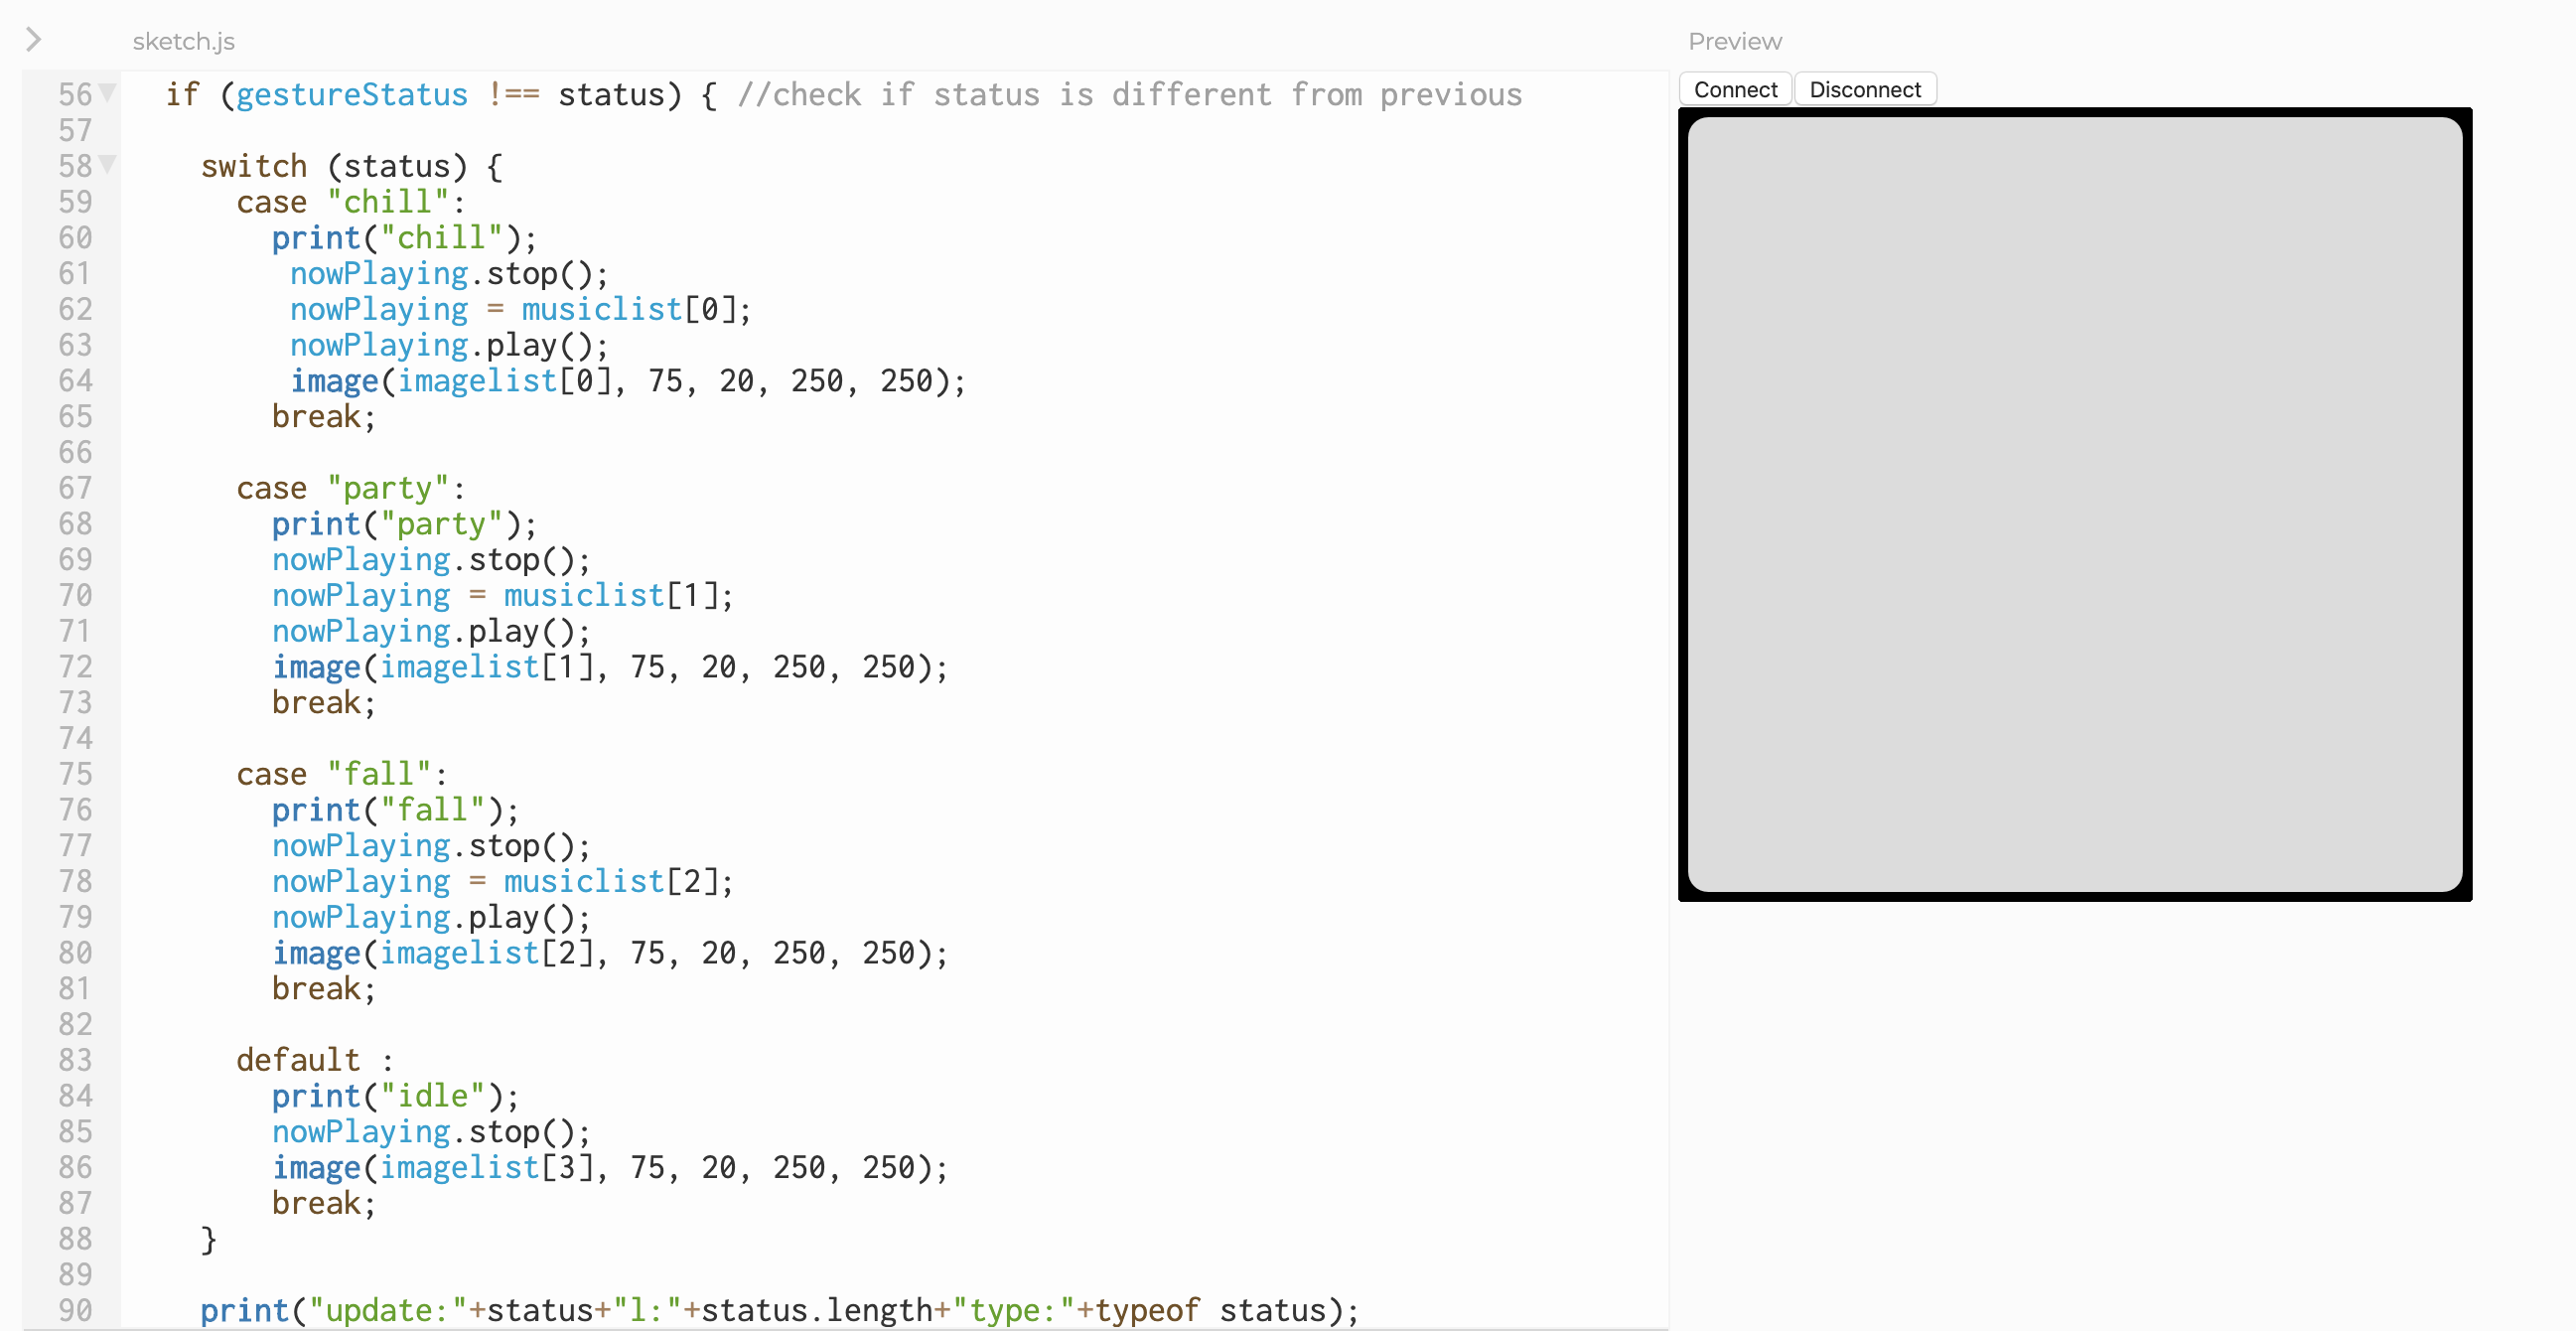 sketch.js
Preview
Connect Disconnect
56 if (gestureStatus !== status) { //check if status is different from previous
57
58 switch (status) {
59 case "chill":
60 print("chill");
61 nowPlaying.stop();
62 nowPlaying = musiclist[0];
63 nowPlaying.play();
64 image(imagelist[0], 75, 20, 250, 250);
65 break;
66
67 case "party":
68 print("party");
69 nowPlaying.stop();
70 nowPlaying = musiclist[1];
71 nowPlaying.play();
72 image(imagelist[1], 75, 20, 250, 250);
73 break;
74
75 case "fall":
76 print("fall");
77 nowPlaying.stop();
78 nowPlaying = musiclist[2];
79 nowPlaying.play();
80 image(imagelist[2], 75, 20, 250, 250);
81 break;
82
83 default :
84 print("idle");
85 nowPlaying.stop();
86 image(imagelist[3], 75, 20, 250, 250);
87 break;
88 }
89
90 print("update:"+status+"l:"+status.length+"type:"+typeof status);